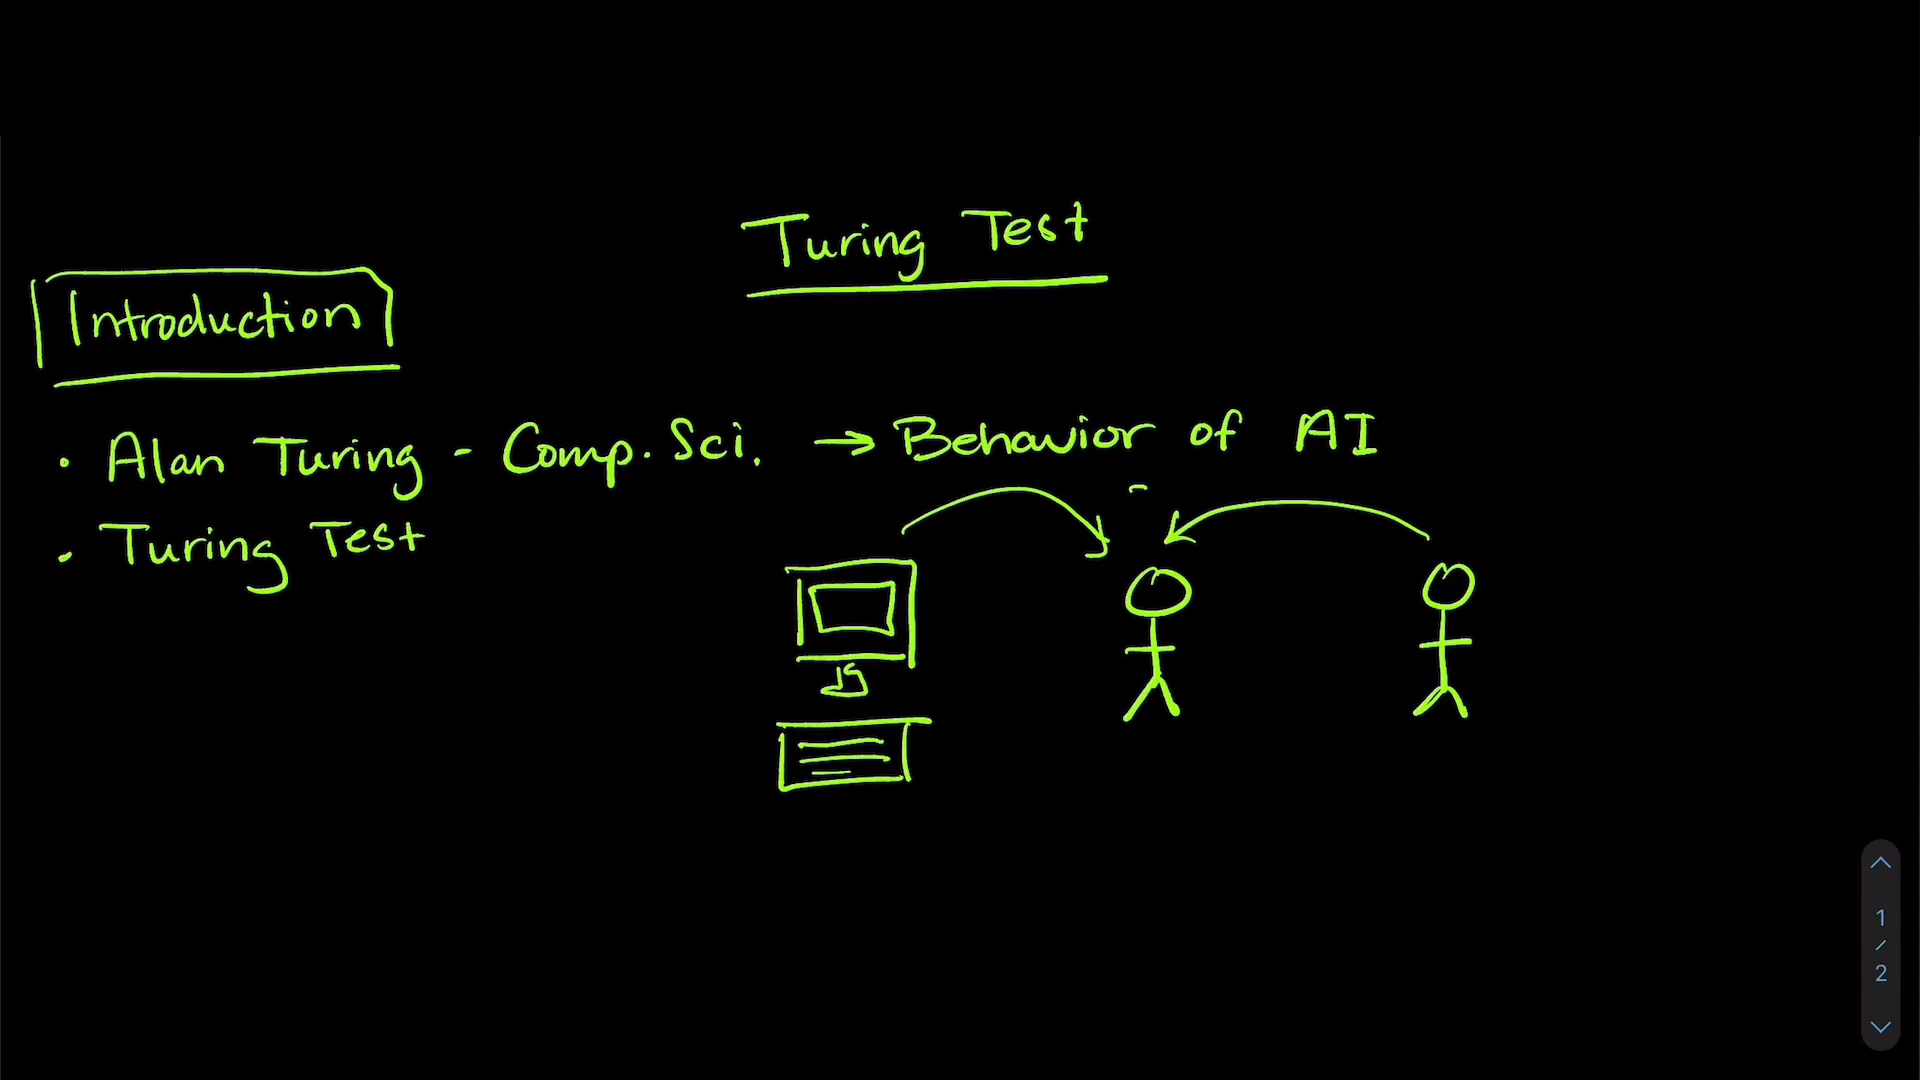 Turing Test
Introduction
• Alan Turing - Comp. Sci. → Behavior of AI
• Turing Test
1
/
2